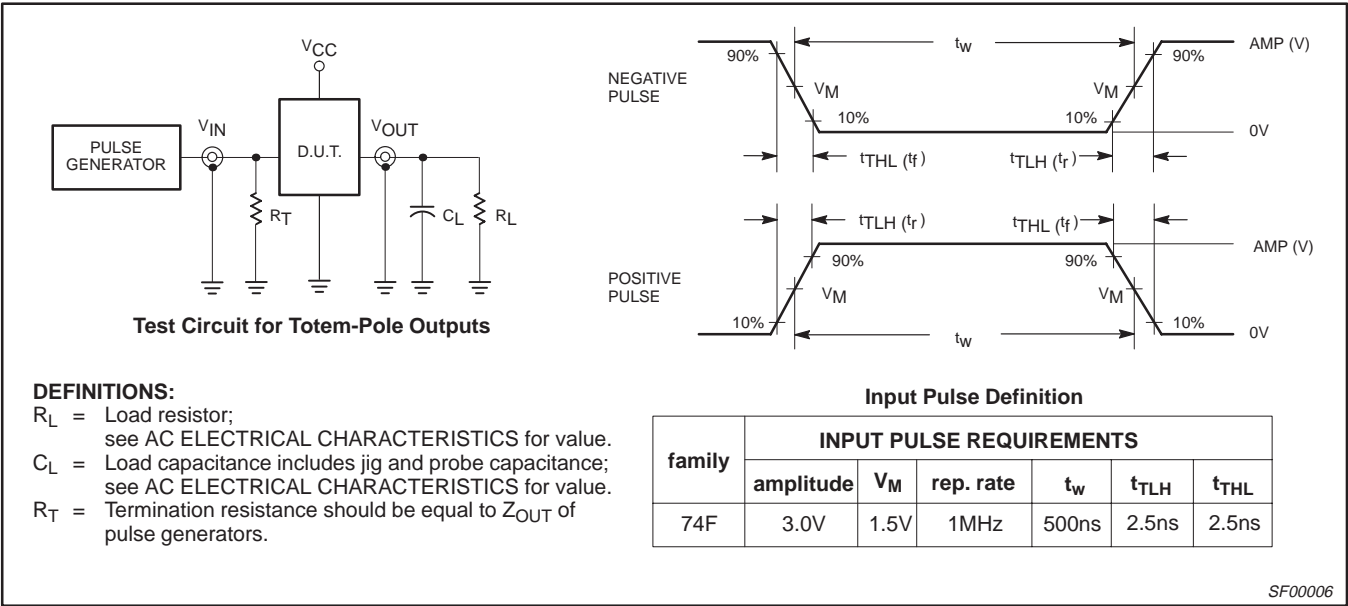 VCC
PULSE
GENERATOR
VIN
D.U.T.
VOUT
RT
CL
RL
Test Circuit for Totem-Pole Outputs
NEGATIVE
PULSE
90%
tw
90%
AMP (V)
VM
VM
10%
10%
0V
tTHL (tf)
tTLH (tr)
tTLH (tr)
tTHL (tf)
AMP (V)
POSITIVE
PULSE
90%
90%
VM
VM
10%
tw
10%
0V
Input Pulse Definition
DEFINITIONS:
RL = Load resistor;
see AC ELECTRICAL CHARACTERISTICS for value.
CL = Load capacitance includes jig and probe capacitance;
see AC ELECTRICAL CHARACTERISTICS for value.
RT = Termination resistance should be equal to ZOUT of
pulse generators.
family
INPUT PULSE REQUIREMENTS
amplitude VM rep. rate tw tTLH tTHL
74F 3.0V 1.5V 1MHz 500ns 2.5ns 2.5ns
SF00006